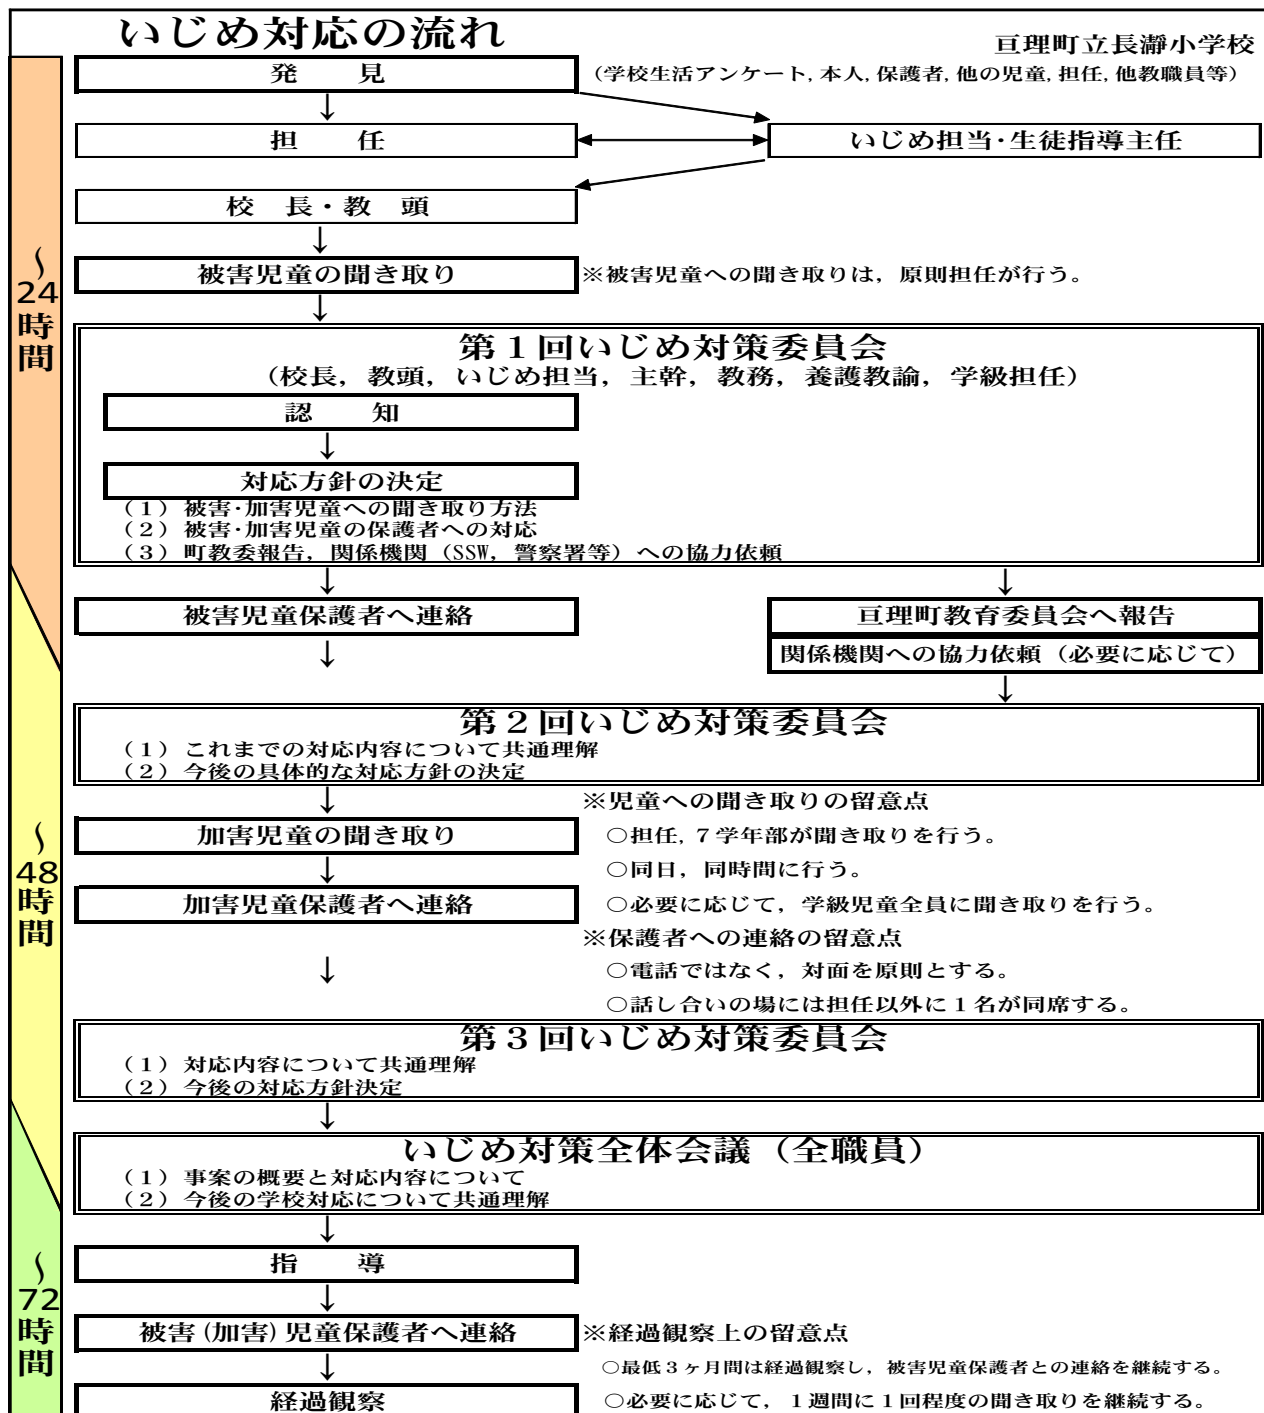 いじめ対応の流れ
亘理町立長瀞小学校
発　見
（学校生活アンケート,本人,保護者,他の児童,担任,他教職員等）
↓
担　任
いじめ担当・生徒指導主任
校　長・教　頭
↓
～24時間
被害児童の聞き取り
※被害児童への聞き取りは，原則担任が行う。
↓
第１回いじめ対策委員会
（校長，教頭，いじめ担当，主幹，教務，養護教諭，学級担任）
認　知
↓
対応方針の決定
（１）被害・加害児童への聞き取り方法
（２）被害・加害児童の保護者への対応
（３）町教委報告，関係機関（SSW，警察署等）への協力依頼
↓　↓
被害児童保護者へ連絡
亘理町教育委員会へ報告
↓
関係機関への協力依頼（必要に応じて）
↓
第２回いじめ対策委員会
（１）これまでの対応内容について共通理解
（２）今後の具体的な対応方針の決定
↓
※児童への聞き取りの留意点
～48時間
加害児童の聞き取り
○担任,７学年部が聞き取りを行う。
↓
○同日，同時間に行う。
加害児童保護者へ連絡
○必要に応じて，学級児童全員に聞き取りを行う。
※保護者への連絡の留意点
↓
○電話ではなく，対面を原則とする。
○話し合いの場には担任以外に１名が同席する。
第３回いじめ対策委員会
（１）対応内容について共通理解
（２）今後の対応方針決定
↓
いじめ対策全体会議（全職員）
（１）事案の概要と対応内容について
（２）今後の学校対応について共通理解
↓
～72時間
指　導
↓
被害(加害)児童保護者へ連絡
※経過観察上の留意点
↓
○最低３ヶ月間は経過観察し，被害児童保護者との連絡を継続する。
経過観察
○必要に応じて，１週間に１回程度の聞き取りを継続する。